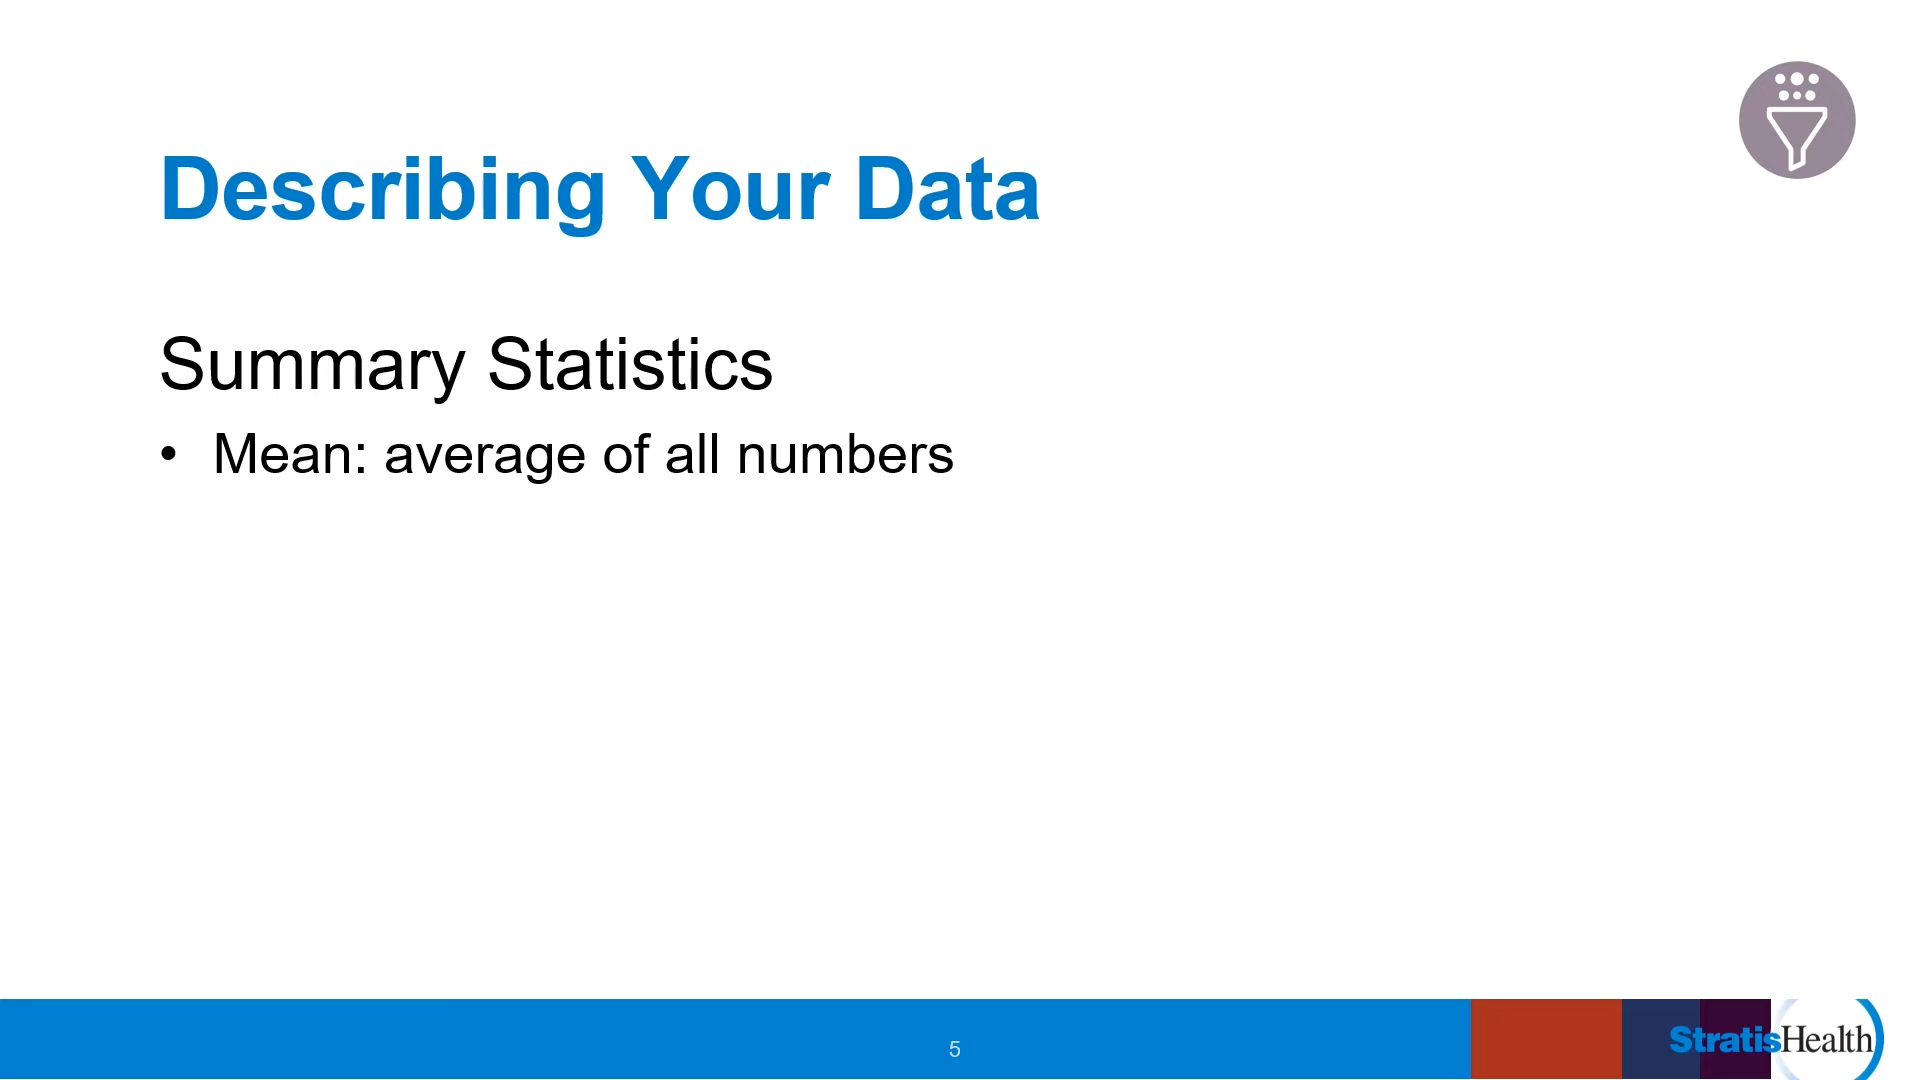 Describing Your Data
Summary Statistics
• Mean: average of all numbers
5
StratisHealth